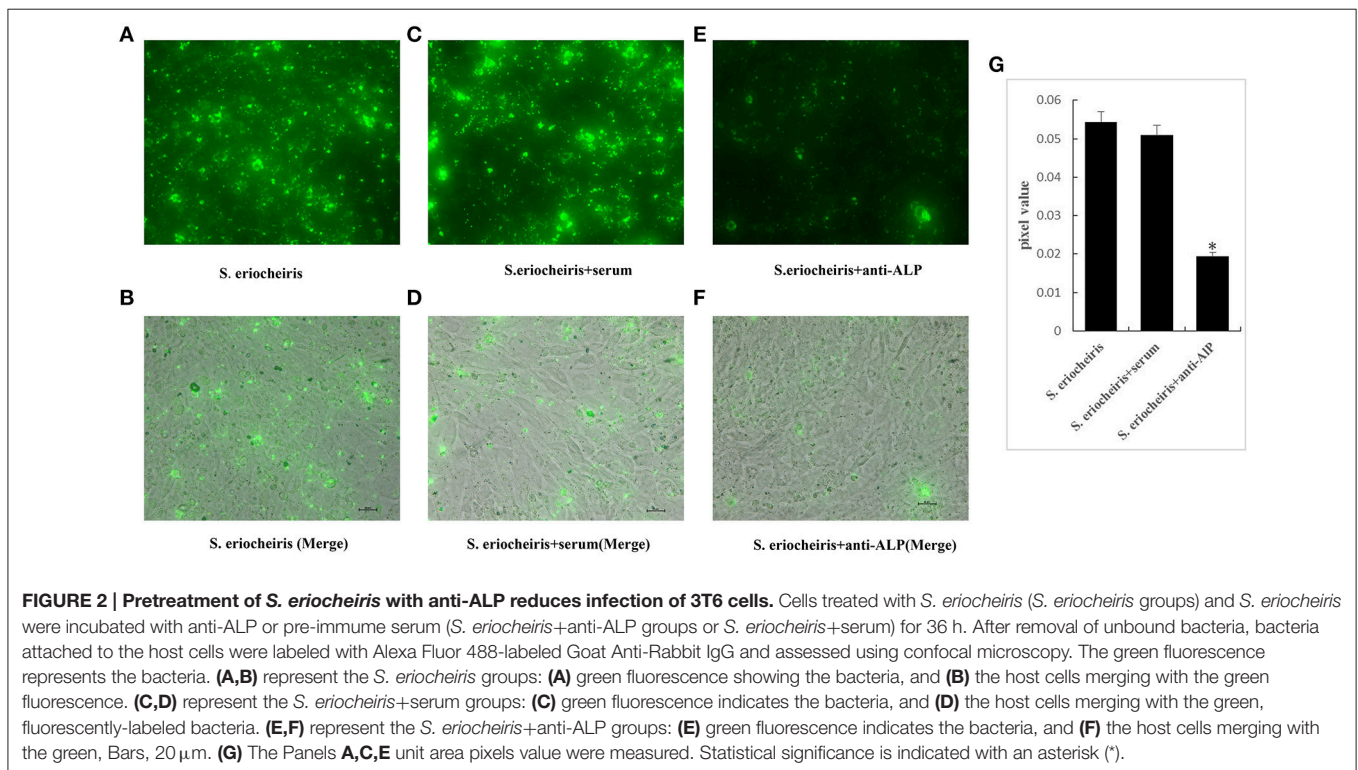 A
C
E
G
S. eriocheiris
S.eriocheiris+serum
S.eriocheiris+anti-ALP
B
D
F
S. eriocheiris (Merge)
S. eriocheiris+serum(Merge)
S. eriocheiris+anti-ALP(Merge)
0.06
0.05
0.04
0.03
0.02
0.01
0
pixel value
*
S. eriocheiris
S. eriocheiris+serum
S. eriocheiris+anti-AlP
FIGURE 2 | Pretreatment of S. eriocheiris with anti-ALP reduces infection of 3T6 cells. Cells treated with S. eriocheiris (S. eriocheiris groups) and S. eriocheiris
were incubated with anti-ALP or pre-immume serum (S. eriocheiris+anti-ALP groups or S. eriocheiris+serum) for 36 h. After removal of unbound bacteria, bacteria
attached to the host cells were labeled with Alexa Fluor 488-labeled Goat Anti-Rabbit IgG and assessed using confocal microscopy. The green fluorescence
represents the bacteria. (A,B) represent the S. eriocheiris groups: (A) green fluorescence showing the bacteria, and (B) the host cells merging with the green
fluorescence. (C,D) represent the S. eriocheiris+serum groups: (C) green fluorescence indicates the bacteria, and (D) the host cells merging with the green,
fluorescently-labeled bacteria. (E,F) represent the S. eriocheiris+anti-ALP groups: (E) green fluorescence indicates the bacteria, and (F) the host cells merging with
the green, Bars, 20 μm. (G) The Panels A,C,E unit area pixels value were measured. Statistical significance is indicated with an asterisk (*).